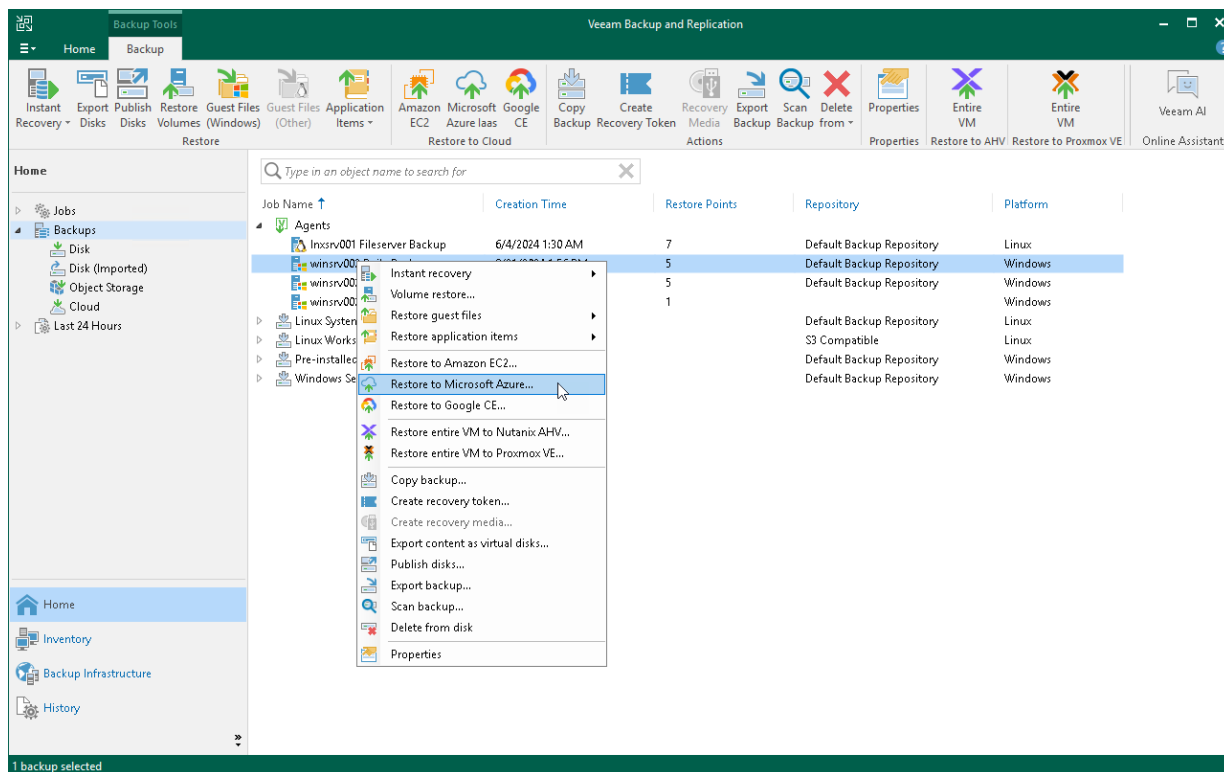 Backup Tools
Veeam Backup and Replication
Home Backup
Instant Recovery
Export Disks
Publish Disks
Restore Volumes
Guest Files (Windows)
Guest Files (Other)
Application Items
Amazon EC2
Microsoft Azure Iaas
Google CE
Copy Backup
Create Recovery Token
Recovery Media
Export Backup
Scan Backup
Delete from
Properties
Entire VM
Entire VM
Veeam AI
Restore
Restore to Cloud
Actions
Properties
Restore to AHV
Restore to Proxmox VE
Online Assistant
Home
Jobs
Backups
Disk
Disk (Imported)
Object Storage
Cloud
Last 24 Hours
Home
Inventory
Backup Infrastructure
History
Type in an object name to search for
Job Name Creation Time Restore Points Repository Platform
Agents
lnxsrv001 Fileserver Backup 6/4/2024 1:30 AM 7 Default Backup Repository Linux
5 Default Backup Repository Windows
5 Default Backup Repository Windows
1 Windows
Linux System Default Backup Repository Linux
Linux Works S3 Compatible Linux
Pre-installed Default Backup Repository Windows
Windows Se Default Backup Repository Windows
Instant recovery
Volume restore...
Restore guest files
Restore application items
Restore to Amazon EC2...
Restore to Microsoft Azure...
Restore to Google CE...
Restore entire VM to Nutanix AHV...
Restore entire VM to Proxmox VE...
Copy backup...
Create recovery token...
Create recovery media...
Export content as virtual disks...
Publish disks...
Export backup...
Scan backup...
Delete from disk
Properties
1 backup selected